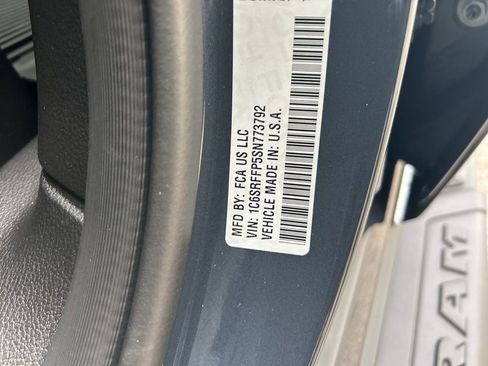 MFD BY: FCA US LLC
VIN: 1C6SRFFP5SN773792
VEHICLE MADE IN: U.S.A.
RAM